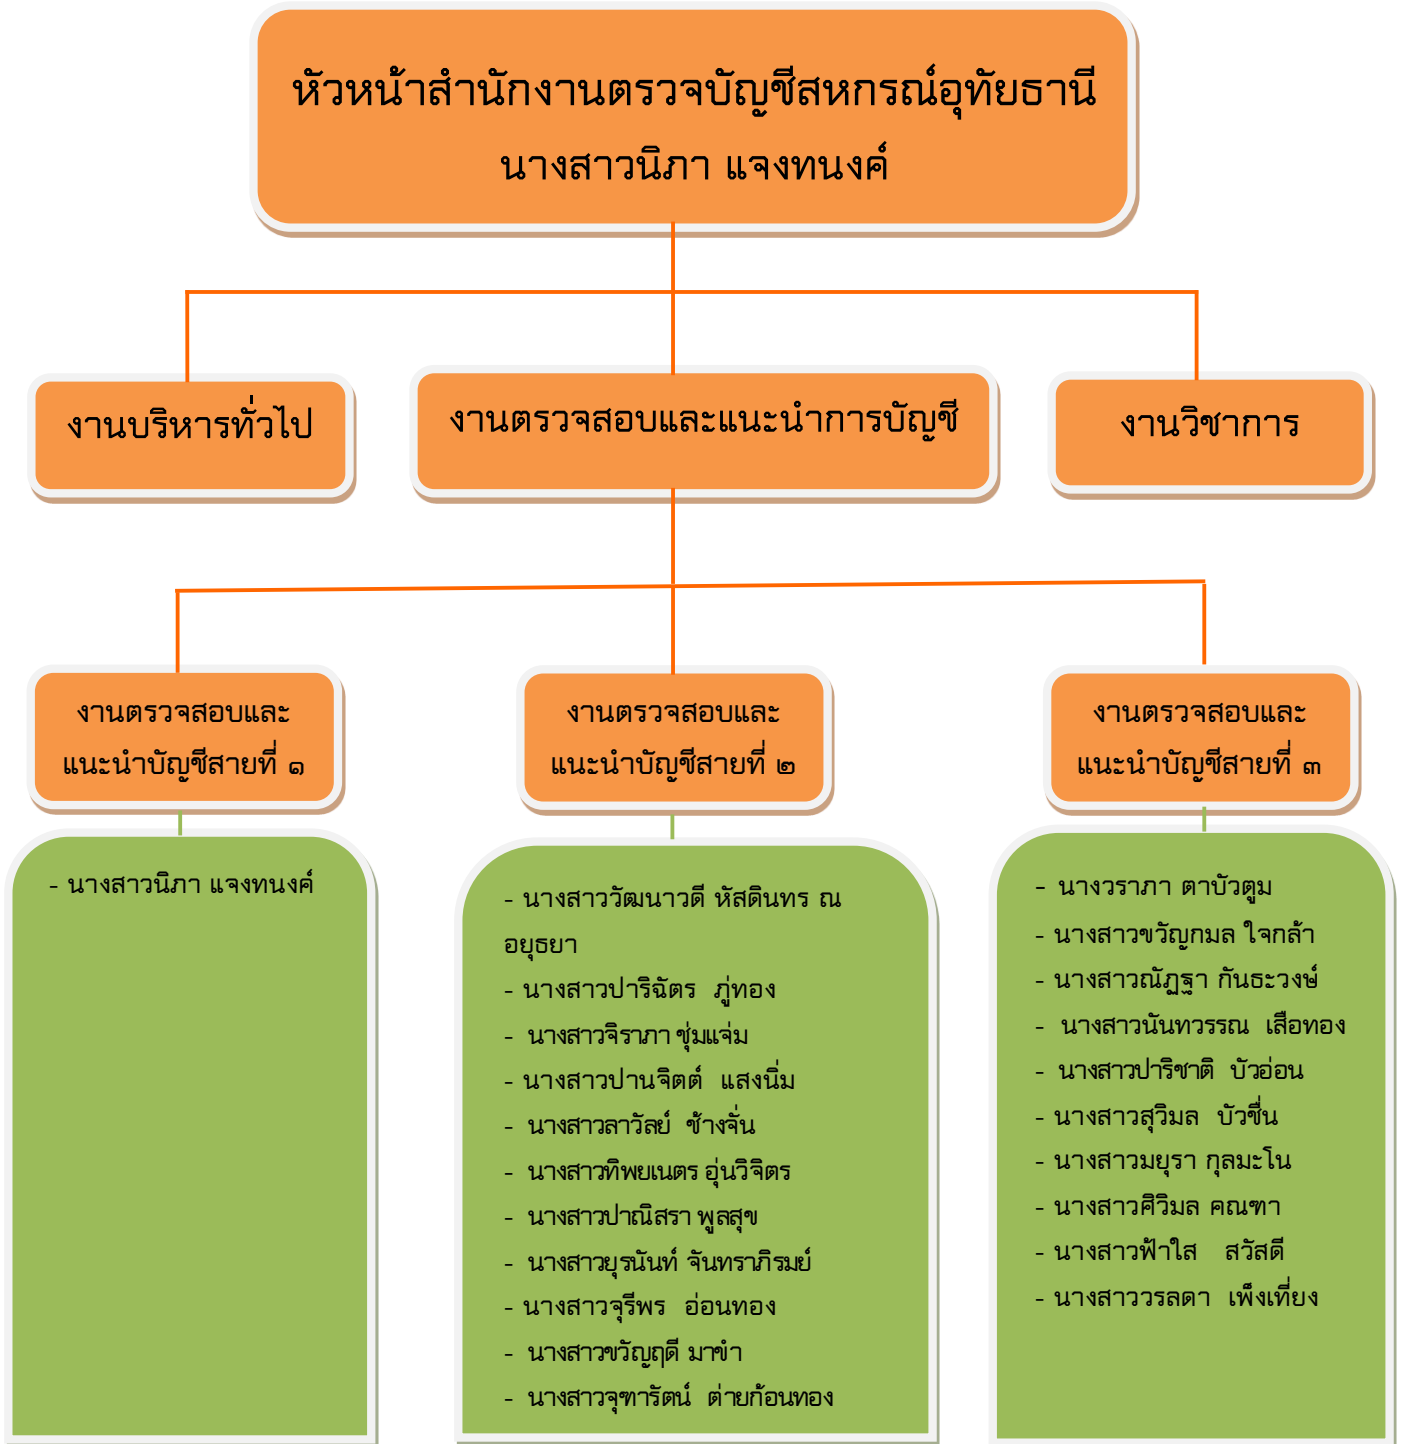 หัวหน้าสำนักงานตรวจบัญชีสหกรณ์อุทัยธานี
นางสาวนิภา แจงทนงค์
งานบริหารทั่วไป
งานตรวจสอบและแนะนำการบัญชี
งานวิชาการ
งานตรวจสอบและ
แนะนำบัญชีสายที่ ๑
งานตรวจสอบและ
แนะนำบัญชีสายที่ ๒
งานตรวจสอบและ
แนะนำบัญชีสายที่ ๓
- นางสาวนิภา แจงทนงค์
- นางสาววัฒนาวดี หัสดินทร ณ
อยุธยา
- นางสาวปาริฉัตร ภู่ทอง
- นางสาวจิราภา ชุ่มแจ่ม
- นางสาวปานจิตต์ แสงนิ่ม
- นางสาวลาวัลย์ ช้างจั่น
- นางสาวทิพยเนตร อุ่นวิจิตร
- นางสาวปาณิสรา พูลสุข
- นางสาวยุรนันท์ จันทราภิรมย์
- นางสาวจุรีพร อ่อนทอง
- นางสาวขวัญฤดี มาขำ
- นางสาวจุฑารัตน์ ต่ายก้อนทอง
- นางวราภา ตาบัวตูม
- นางสาวขวัญกมล ใจกล้า
- นางสาวณัฏฐา กันธะวงษ์
- นางสาวนันทวรรณ เสือทอง
- นางสาวปาริชาติ บัวอ่อน
- นางสาวสุวิมล บัวชื่น
- นางสาวมยุรา กุลมะโน
- นางสาวศิวิมล คณฑา
- นางสาวฟ้าใส สวัสดี
- นางสาววรลดา เพ็งเที่ยง